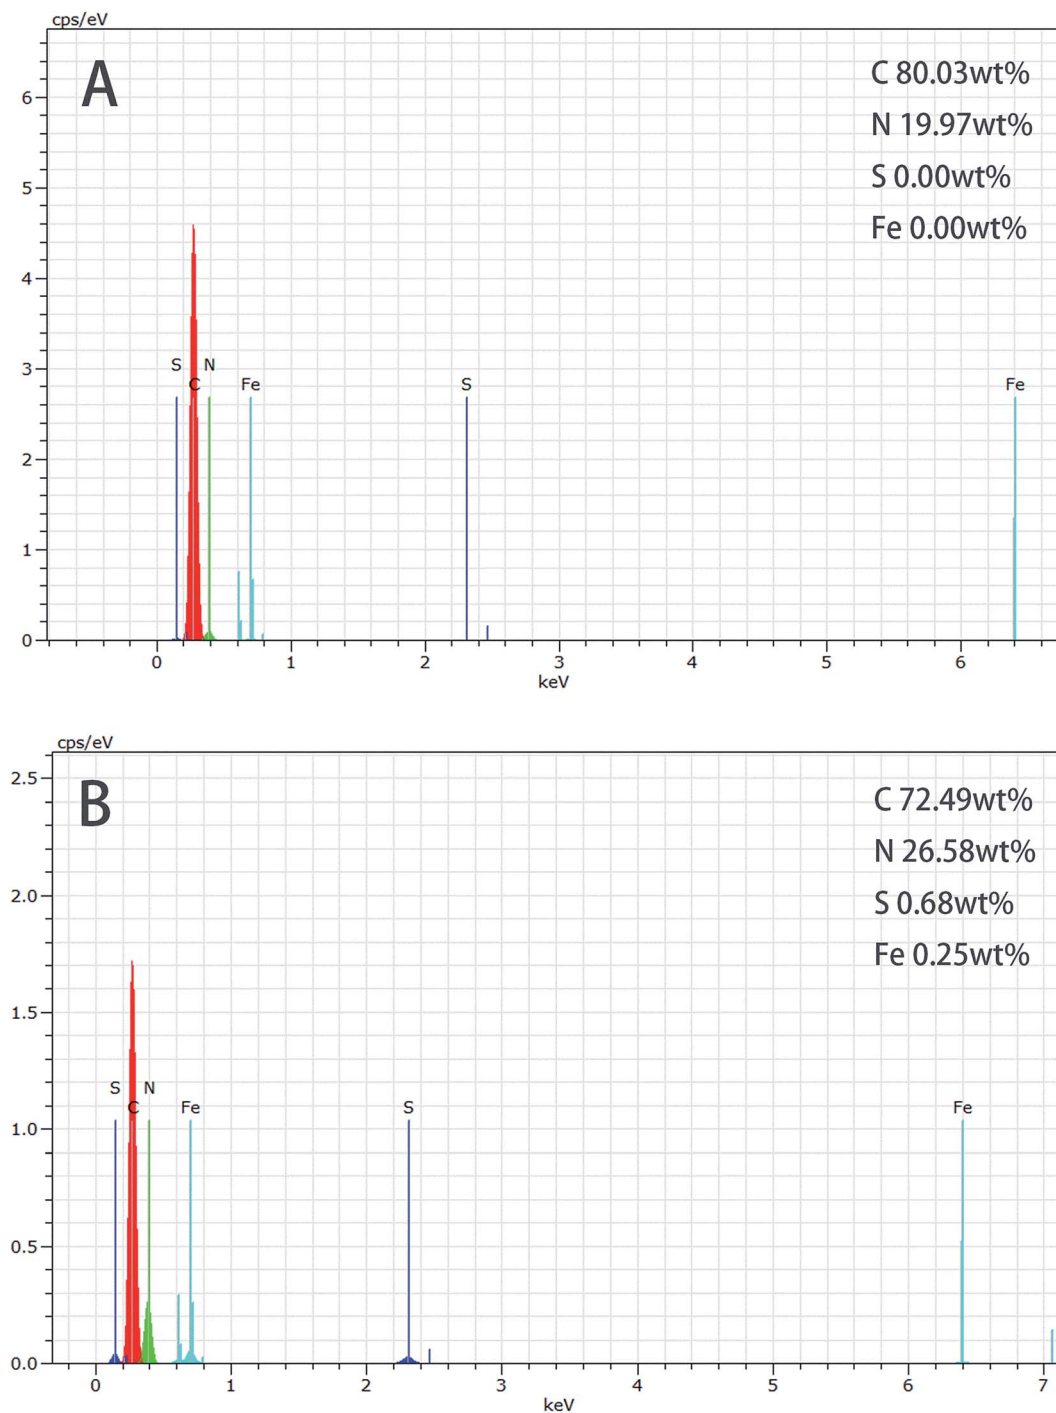 cps/eV
A
C 80.03wt%
N 19.97wt%
S 0.00wt%
Fe 0.00wt%
6
5
4
3
2
1
0
S N
C Fe S Fe
0 1 2 3 4 5 6
keV
cps/eV
B
C 72.49wt%
N 26.58wt%
S 0.68wt%
Fe 0.25wt%
2.5
2.0
1.5
1.0
0.5
0.0
S N
C Fe S Fe
0 1 2 3 4 5 6 7
keV